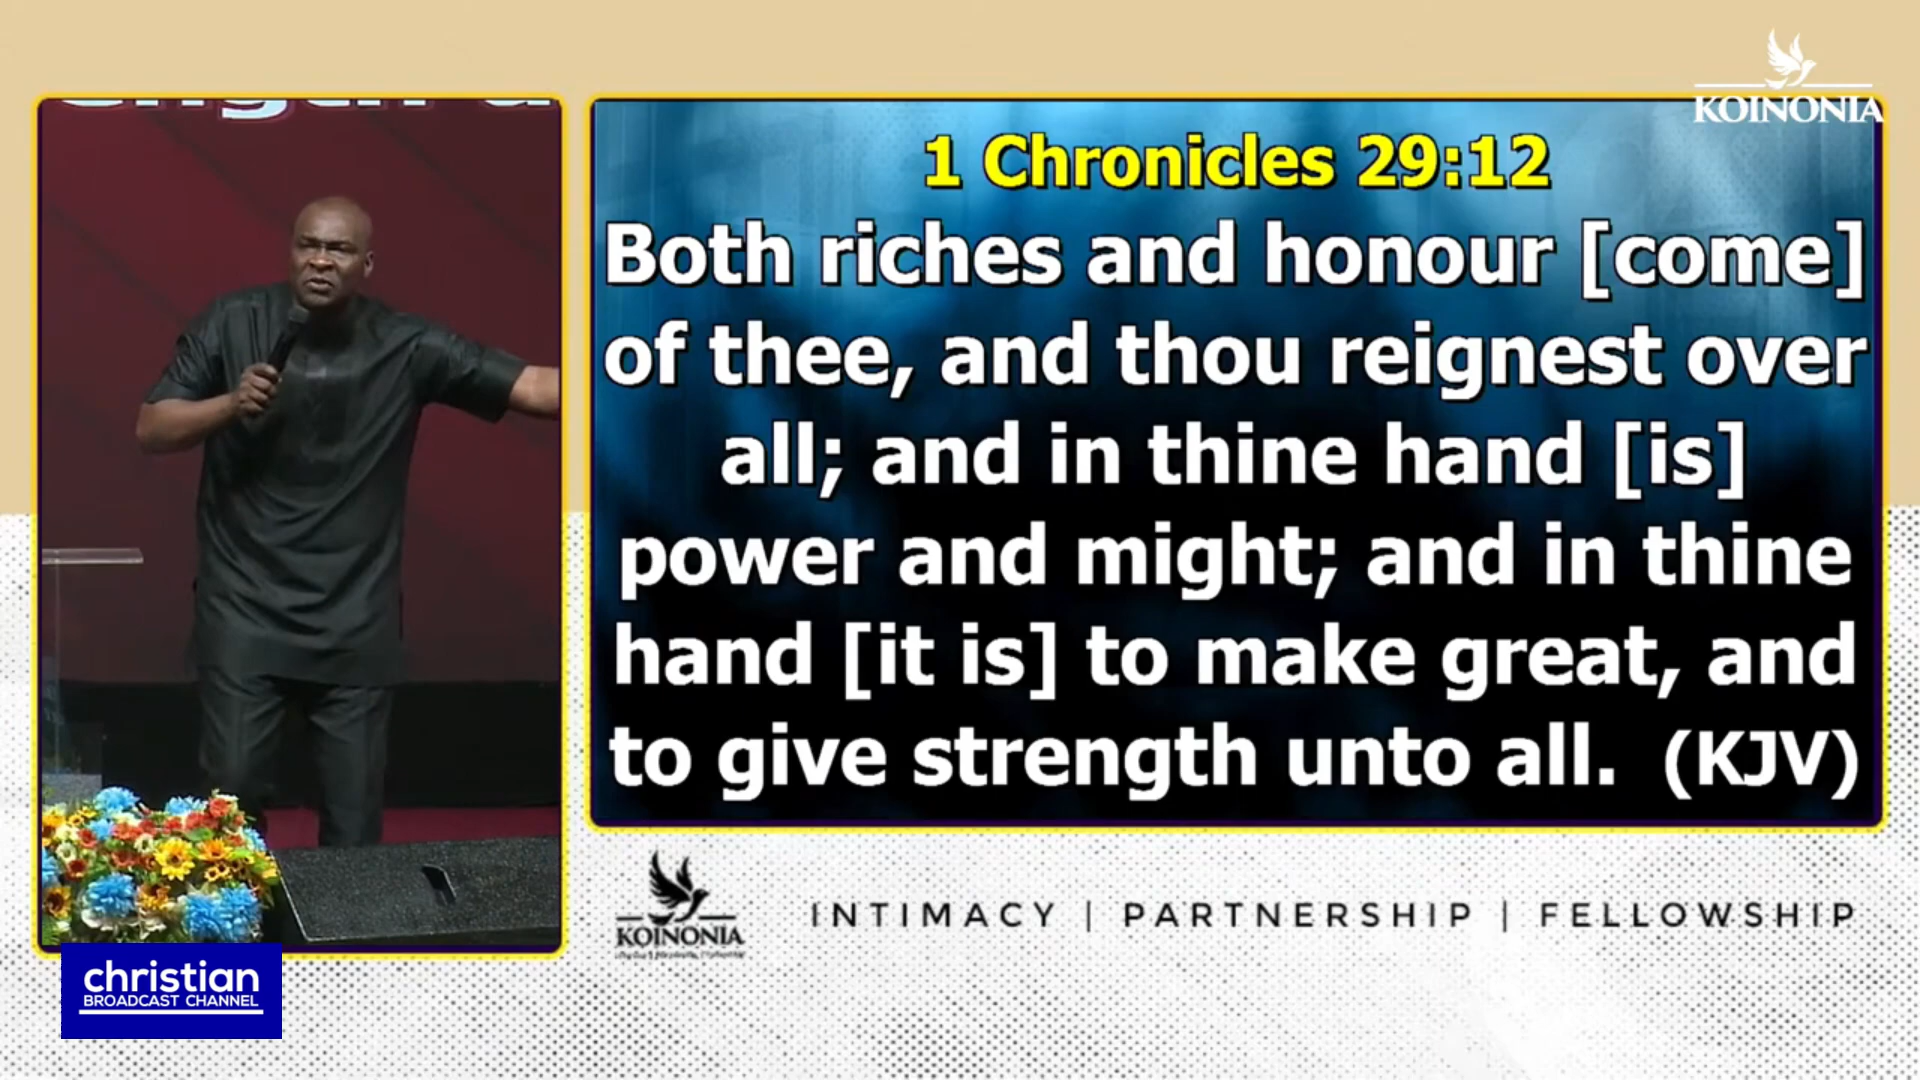 ength u
KOINONIA
1 Chronicles 29:12
Both riches and honour [come]
of thee, and thou reignest over
all; and in thine hand [is]
power and might; and in thine
hand [it is] to make great, and
to give strength unto all. (KJV)
KOINONIA
INTIMACY | PARTNERSHIP | FELLOWSHIP
christian
BROADCAST CHANNEL